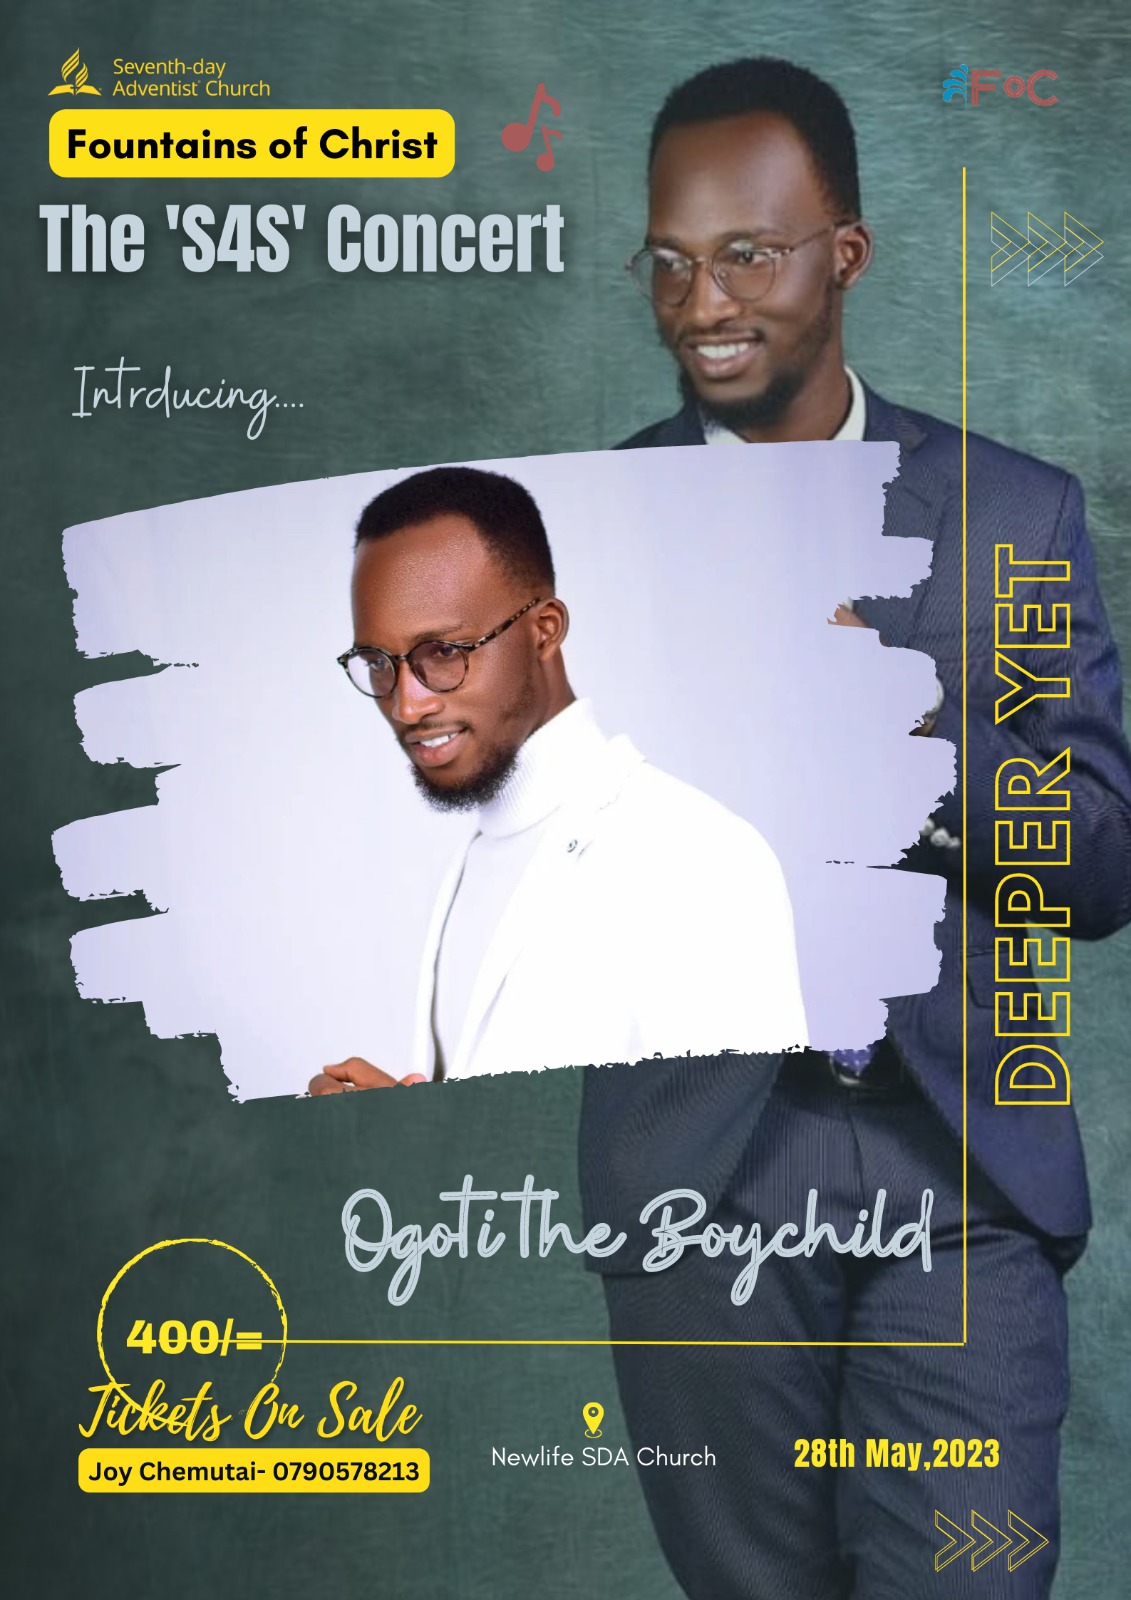 Seventh-day
Adventist Church
FoC
Fountains of Christ
The 'S4S' Concert
Intrducing....
DEEPER YET
Ogoti the Boychild
400/=
Tickets On Sale
Joy Chemutai- 0790578213
Newlife SDA Church
28th May,2023